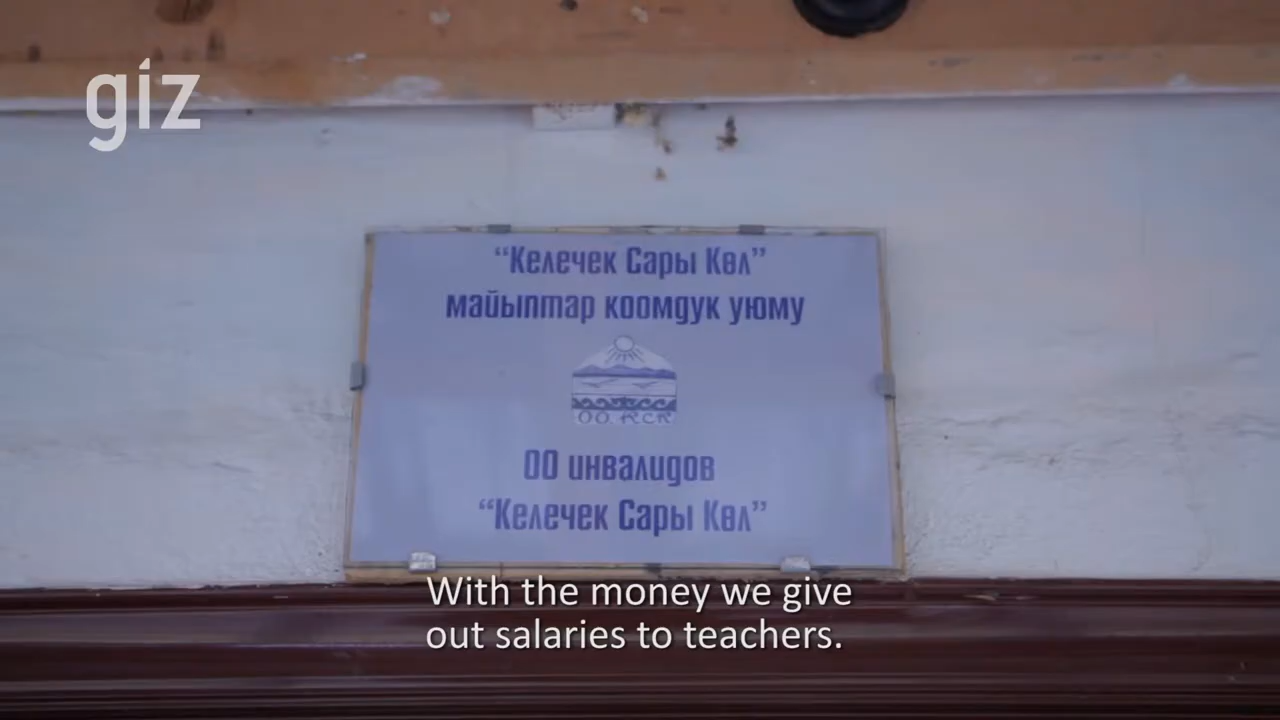 giz
“Келечек Сары Көл”
майыптар коомдук уюму
ОО КСК
ОО инвалидов
“Келечек Сары Көл”
With the money we give
out salaries to teachers.